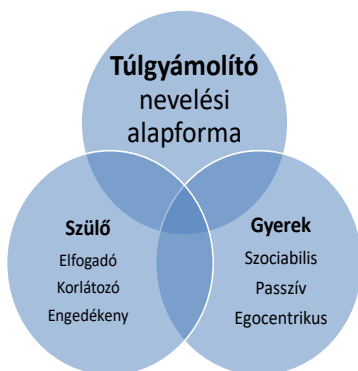 Túlgyámolító
nevelési
alapforma
Szülő
Elfogadó
Korlátozó
Engedékeny
Gyerek
Szociabilis
Passzív
Egocentrikus